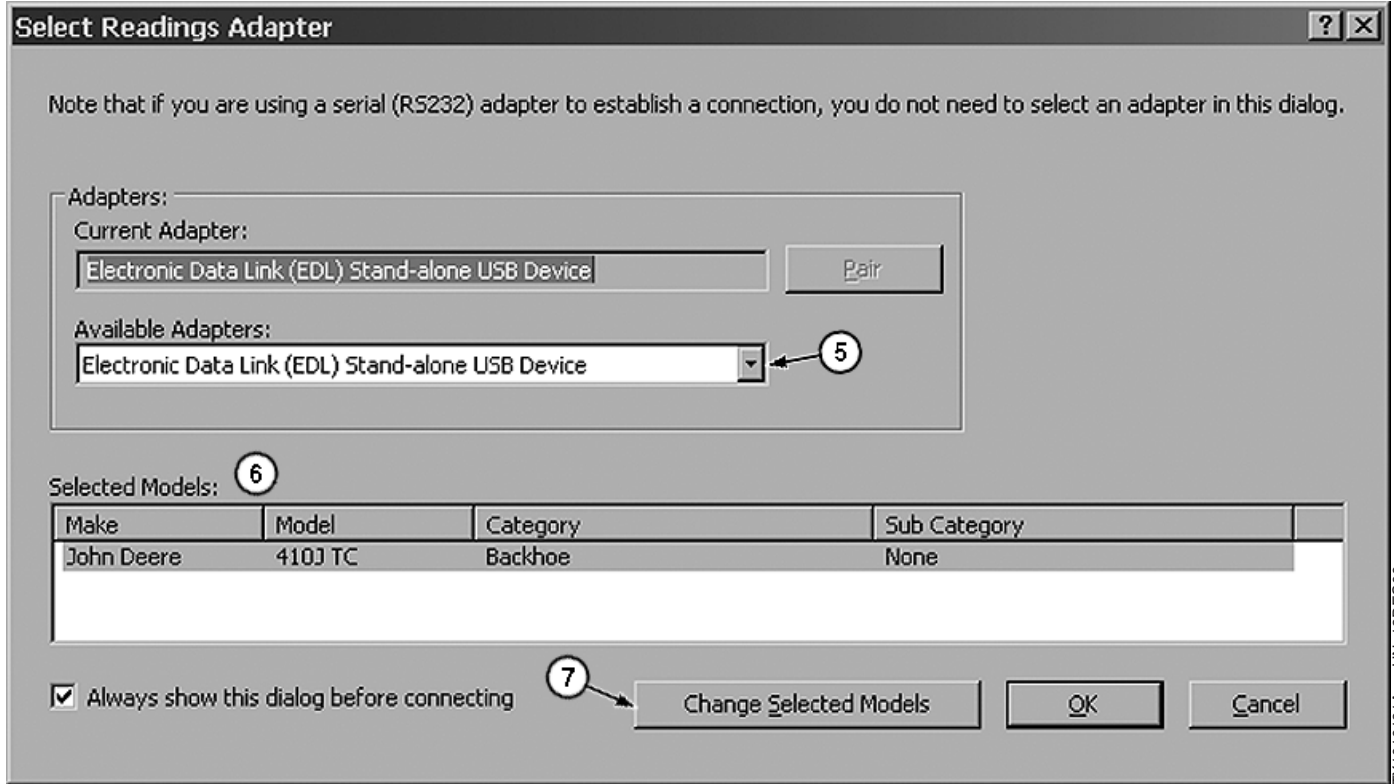 Select Readings Adapter
Note that if you are using a serial (RS232) adapter to establish a connection, you do not need to select an adapter in this dialog.
Adapters:
Current Adapter:
Electronic Data Link (EDL) Stand-alone USB Device
Pair
Available Adapters:
Electronic Data Link (EDL) Stand-alone USB Device
5
Selected Models:
6
Make Model Category Sub Category
John Deere 410J TC Backhoe None
Always show this dialog before connecting
7
Change Selected Models
OK
Cancel